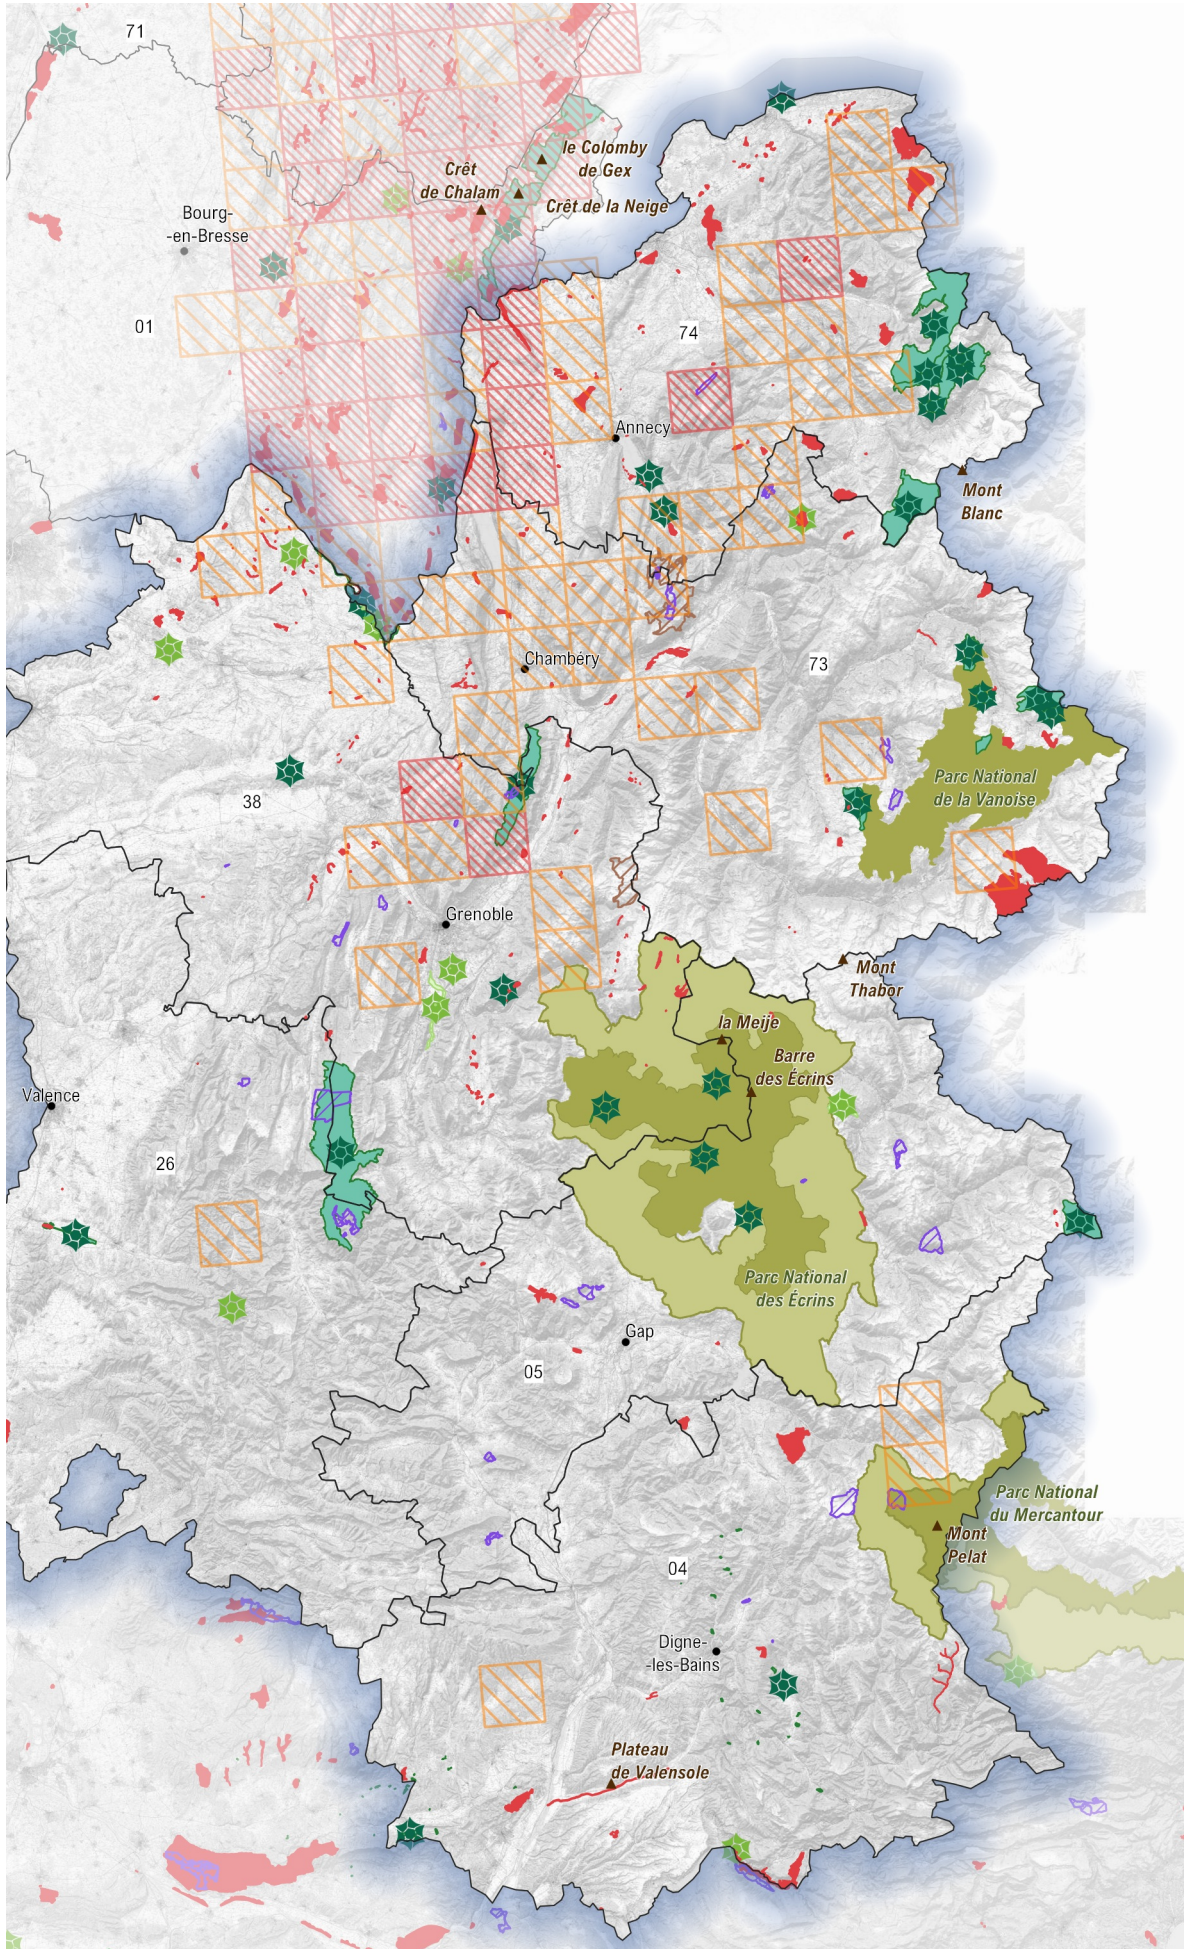 71
le Colomby
de Gex
Crêt
de Chalam
Crêt de la Neige
Bourg-
-en-Bresse
01
74
Annecy
Mont
Blanc
Chambéry
73
Parc National
de la Vanoise
38
Grenoble
Mont
Thabor
la Meije
Barre
des Écrins
Valence
26
Parc National
des Écrins
Gap
05
Parc National
du Mercantour
Mont
Pelat
04
Digne-
-les-Bains
Plateau
de Valensole